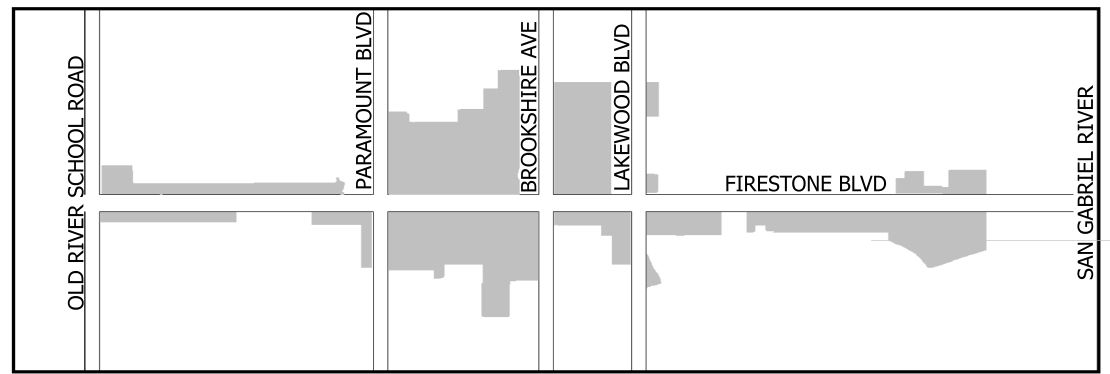 OLD RIVER SCHOOL ROAD
PARAMOUNT BLVD
BROOKSHIRE AVE
LAKEWOOD BLVD
FIRESTONE BLVD
SAN GABRIEL RIVER